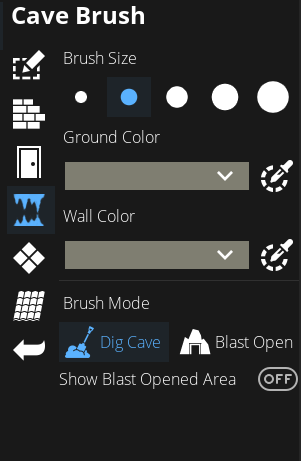 Cave Brush
Brush Size
Ground Color
Wall Color
Brush Mode
Dig Cave
Blast Open
Show Blast Opened Area
OFF